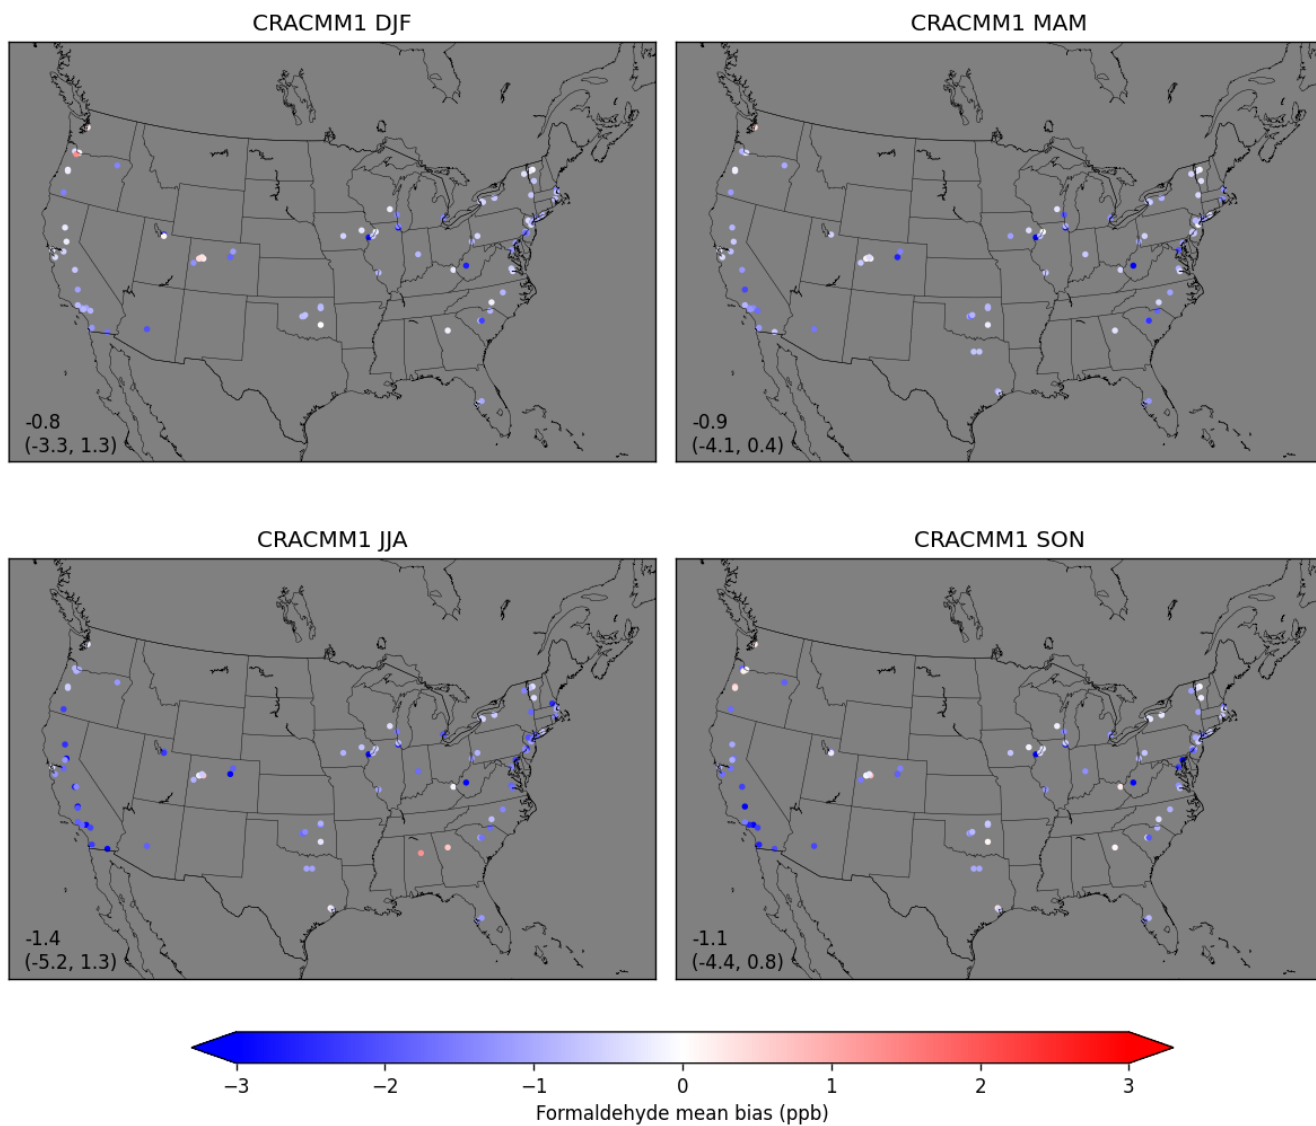 CRACMM1 DJF
CRACMM1 MAM
-0.8
(-3.3, 1.3)
-0.9
(-4.1, 0.4)
CRACMM1 JJA
CRACMM1 SON
-1.4
(-5.2, 1.3)
-1.1
(-4.4, 0.8)
−3 −2 −1 0 1 2 3
Formaldehyde mean bias (ppb)